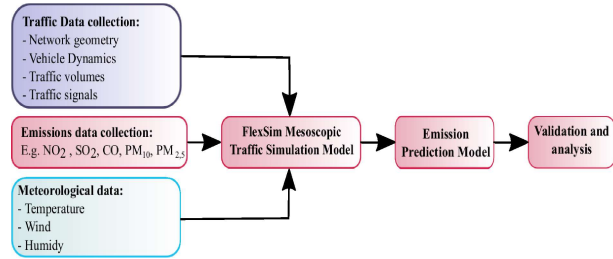 Traffic Data collection:
- Network geometry
- Vehicle Dynamics
- Traffic volumes
- Traffic signals
Emissions data collection:
E.g. NO2 , SO2, CO, PM10, PM2.5
Meteorological data:
- Temperature
- Wind
- Humidy
FlexSim Mesoscopic
Traffic Simulation Model
Emission
Prediction Model
Validation and
analysis